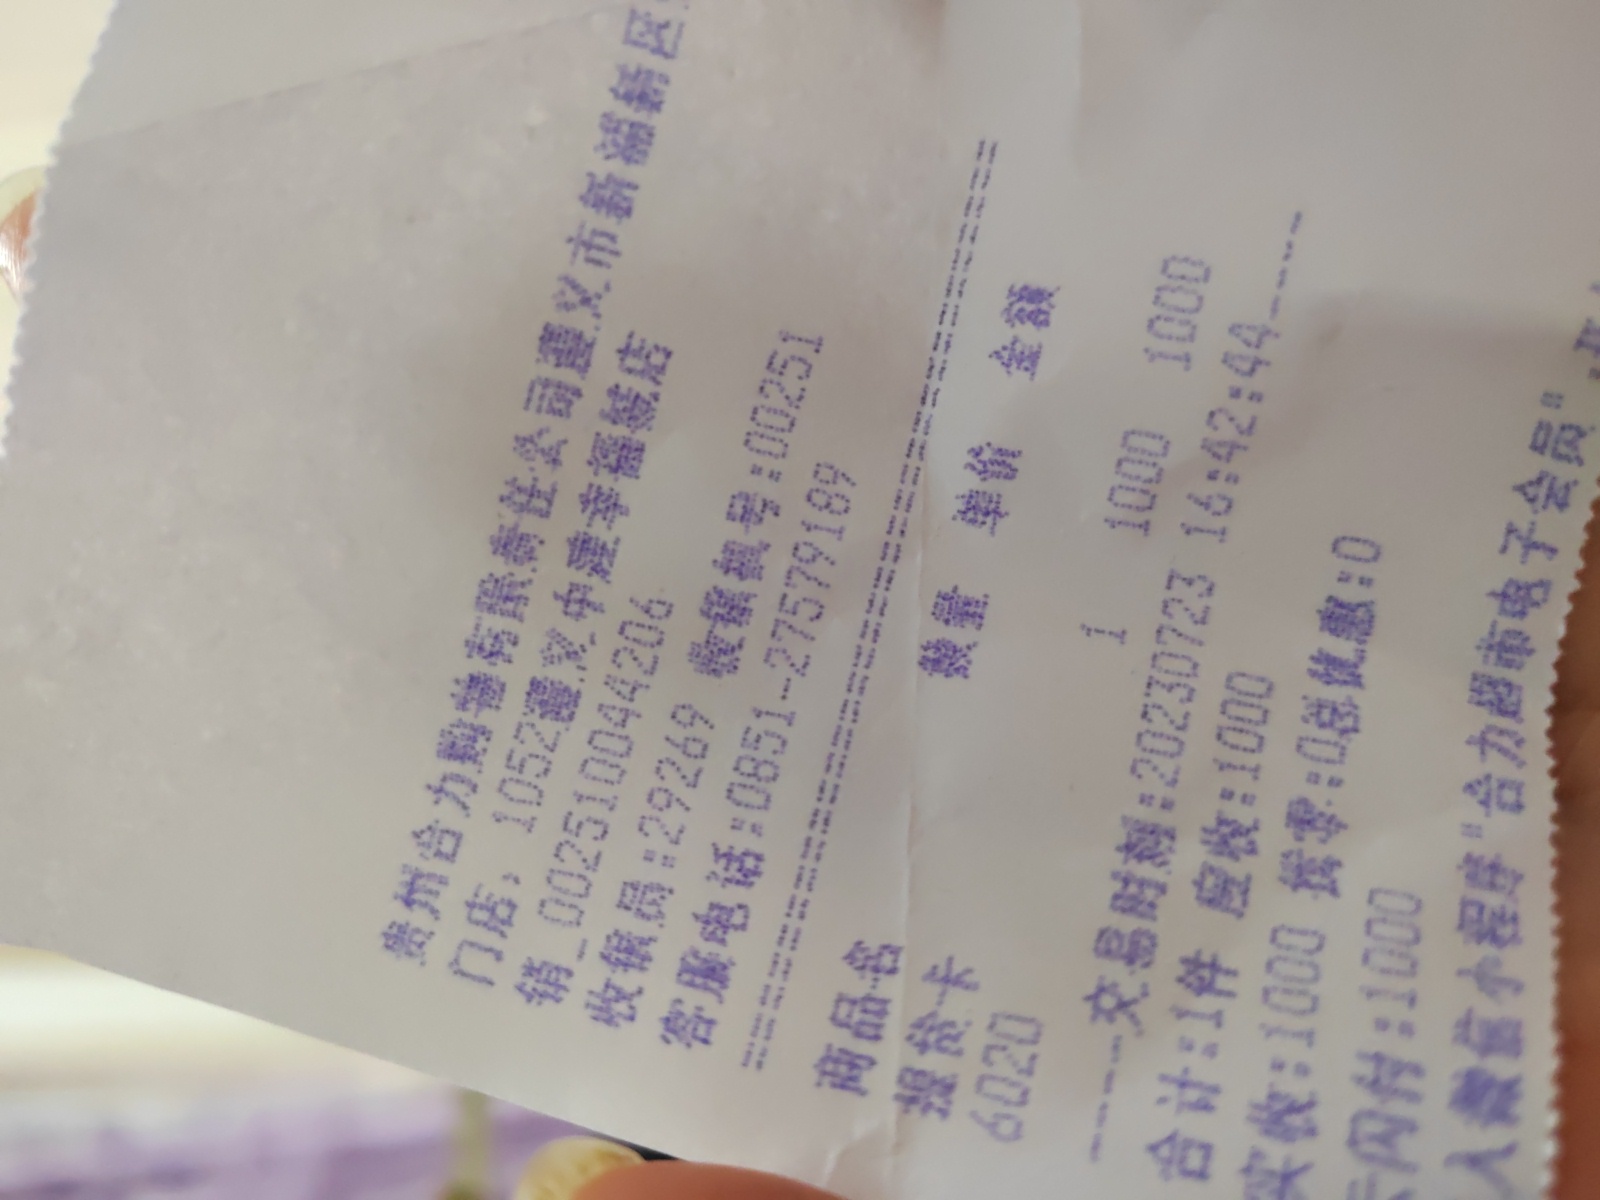 贵州合力购物有限责任公司遵义市新蒲新区
门店: 1052遵义中建幸福城店
销_002510044206
收银员:29269 收银机号:00251
客服电话:0851-27579189
==========================================
商品名 数量 单价 金额
提货卡
6020 1 1000 1000
-----交易时刻:20230723 16:42:44-----
合计:1件 应收:1000
实收:1000 找零:0总优惠:0
云闪付:1000
入微信小程序"合力超市电子会员"